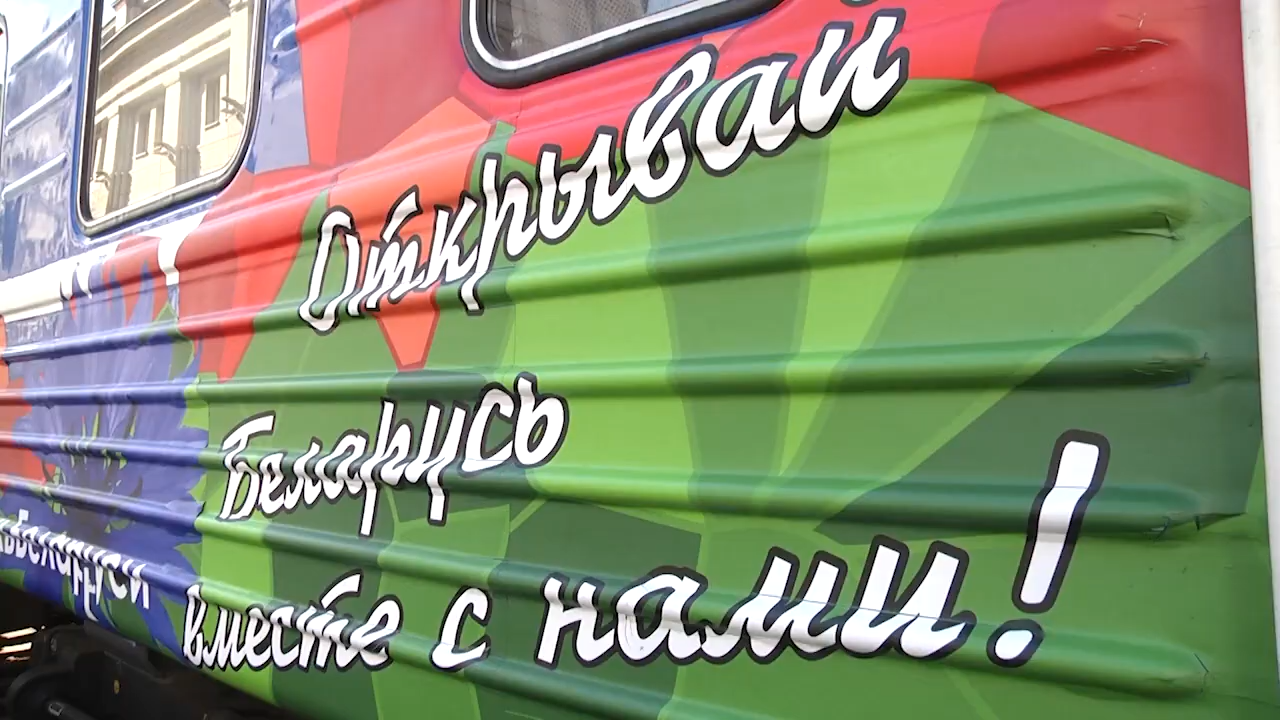 Открывай
Беларусь
вместе с нами!